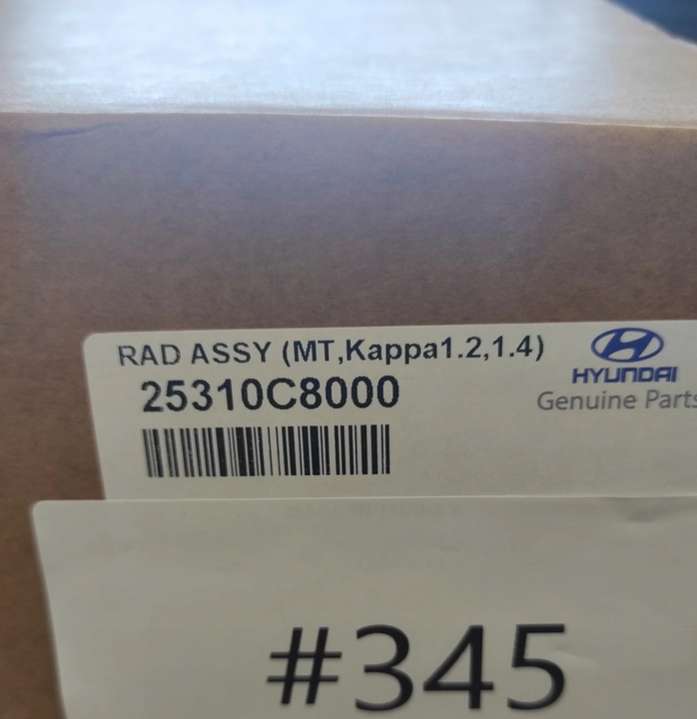 RAD ASSY (MT,Kappa1.2,1.4)
25310C8000
HYUNDAI
Genuine Parts
#345